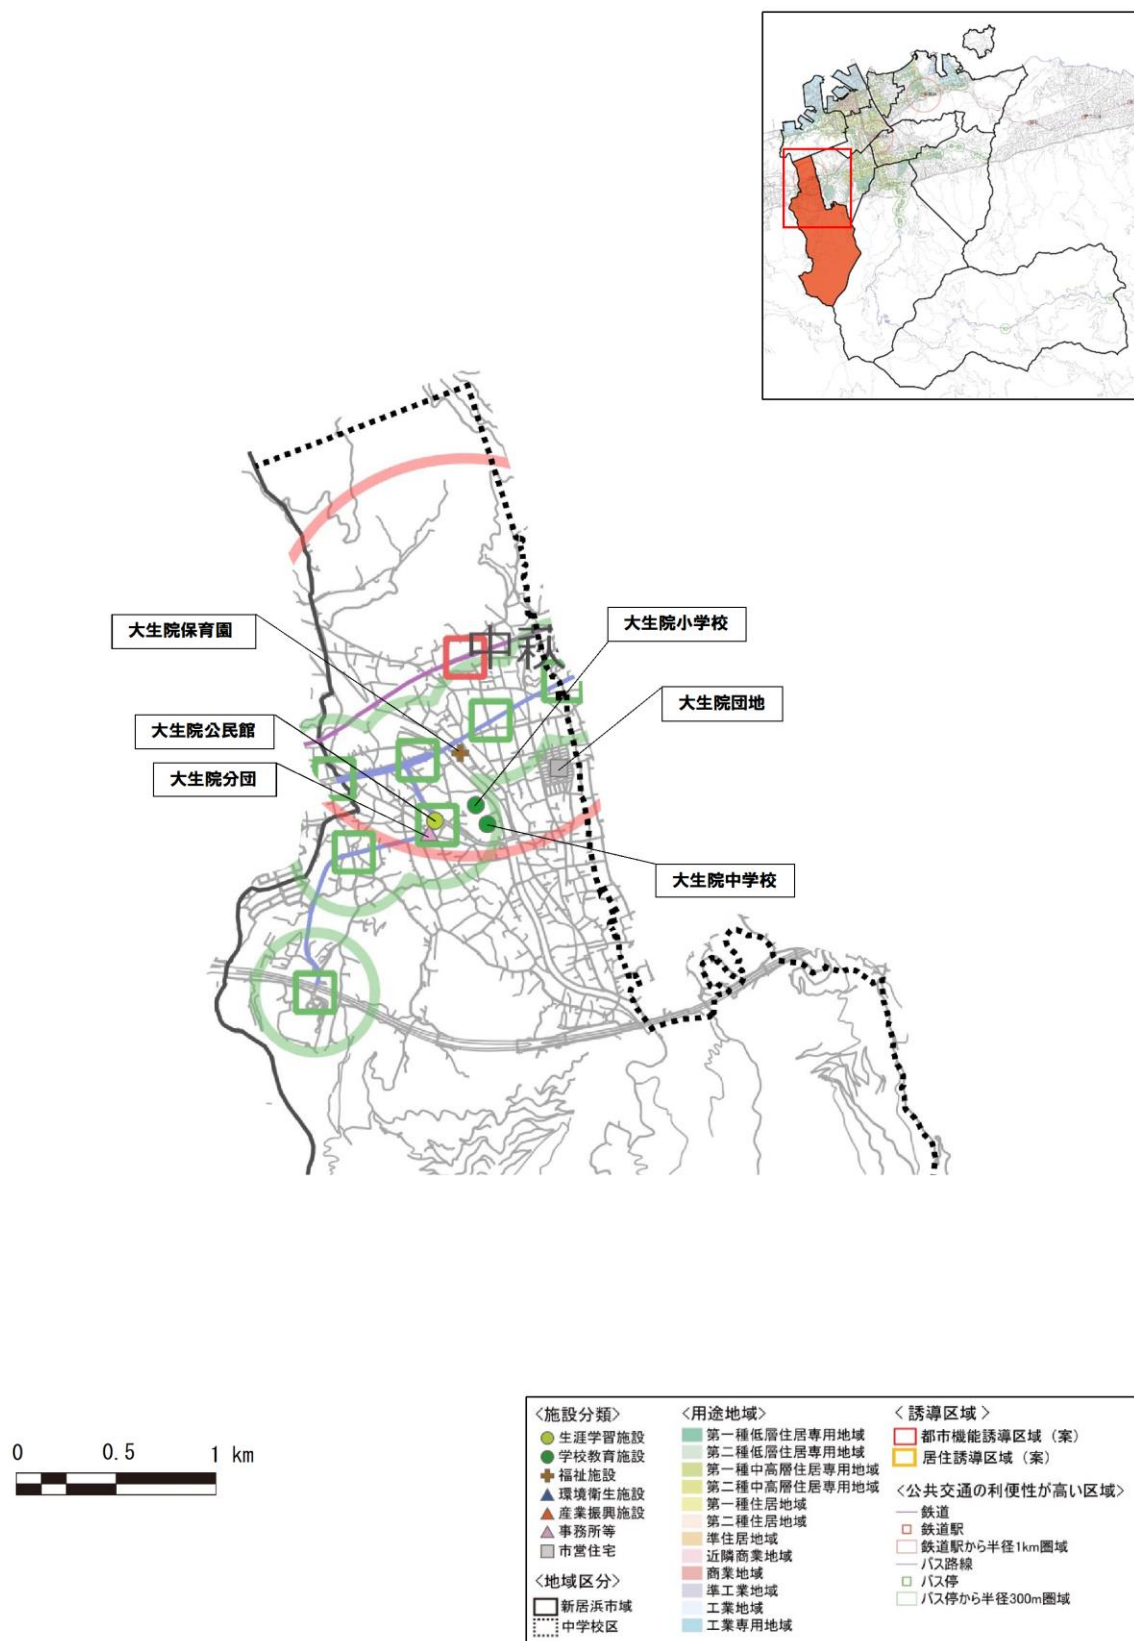 中萩
大生院保育園
大生院小学校
大生院団地
大生院公民館
大生院分団
大生院中学校
0 0.5 1 km
<施設分類>
生涯学習施設
学校教育施設
福祉施設
環境衛生施設
産業振興施設
事務所等
市営住宅
<地域区分>
新居浜市域
中学校区
<用途地域>
第一種低層住居専用地域
第二種低層住居専用地域
第一種中高層住居専用地域
第二種中高層住居専用地域
第一種住居地域
第二種住居地域
準住居地域
近隣商業地域
商業地域
準工業地域
工業地域
工業専用地域
<誘導区域>
都市機能誘導区域（案）
居住誘導区域（案）
<公共交通の利便性が高い区域>
鉄道
鉄道駅
鉄道駅から半径1km圏域
バス路線
バス停
バス停から半径300m圏域